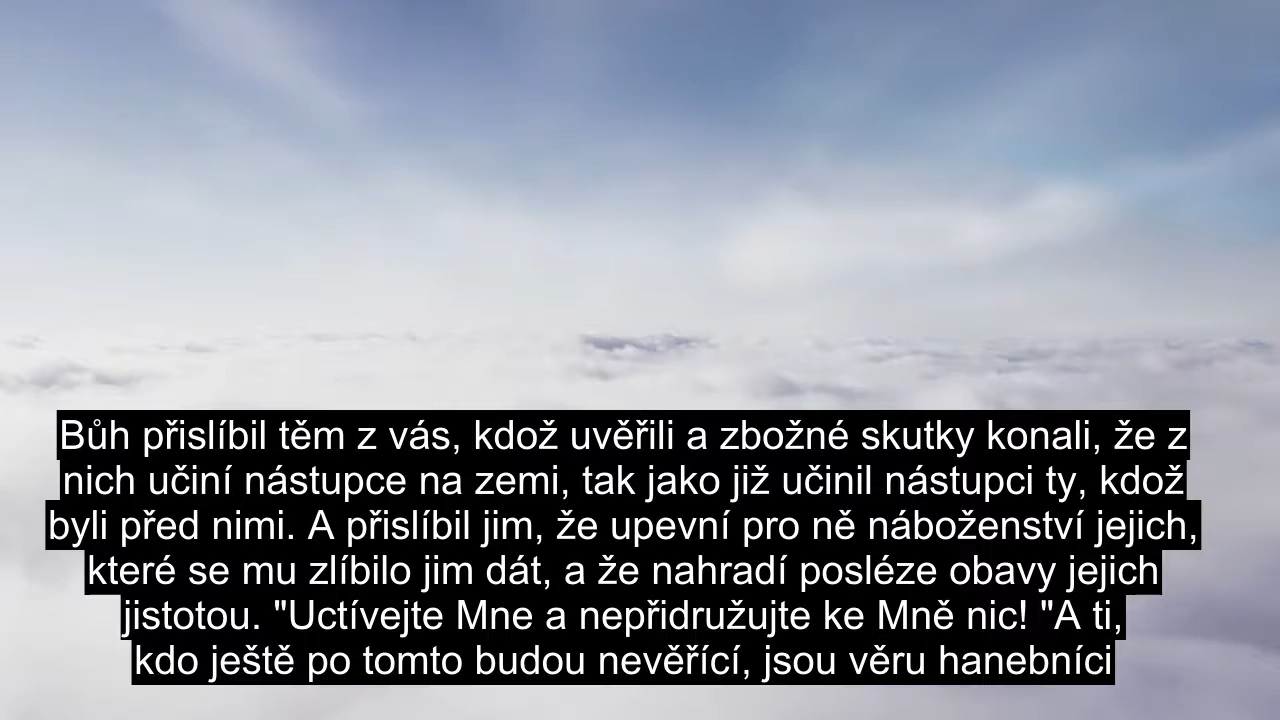 Bůh přislíbil těm z vás, kdož uvěřili a zbožné skutky konali, že z
nich učiní nástupce na zemi, tak jako již učinil nástupci ty, kdož
byli před nimi. A přislíbil jim, že upevní pro ně náboženství jejich,
které se mu zlíbilo jim dát, a že nahradí posléze obavy jejich
jistotou. "Uctívejte Mne a nepřidružujte ke Mně nic! "A ti,
kdo ještě po tomto budou nevěřící, jsou věru hanebníci